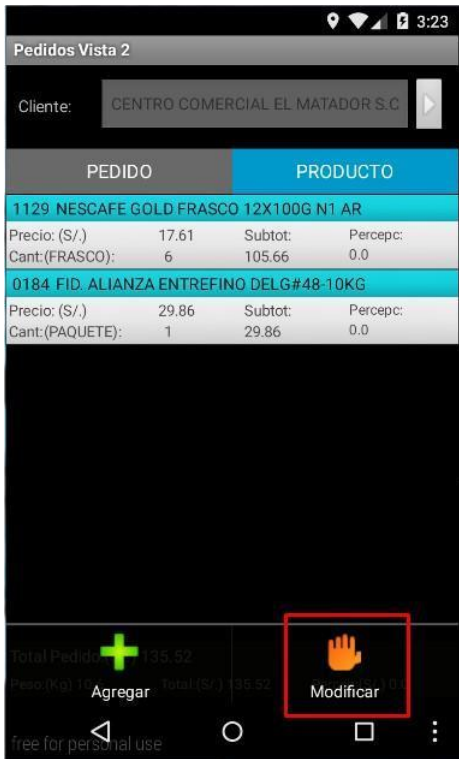 3:23
Pedidos Vista 2
Cliente: CENTRO COMERCIAL EL MATADOR S.C
PEDIDO PRODUCTO
1129 NESCAFE GOLD FRASCO 12X100G N1 AR
Precio: (S/.) 17.61 Subtot: Percepc:
Cant:(FRASCO): 6 105.66 0.0
0184 FID. ALIANZA ENTREFINO DELG#48-10KG
Precio: (S/.) 29.86 Subtot: Percepc:
Cant:(PAQUETE): 1 29.86 0.0
Total Pedido 135.52
Peso:(Kg) Total:(S/.) 135.52
Agregar Modificar
free for personal use